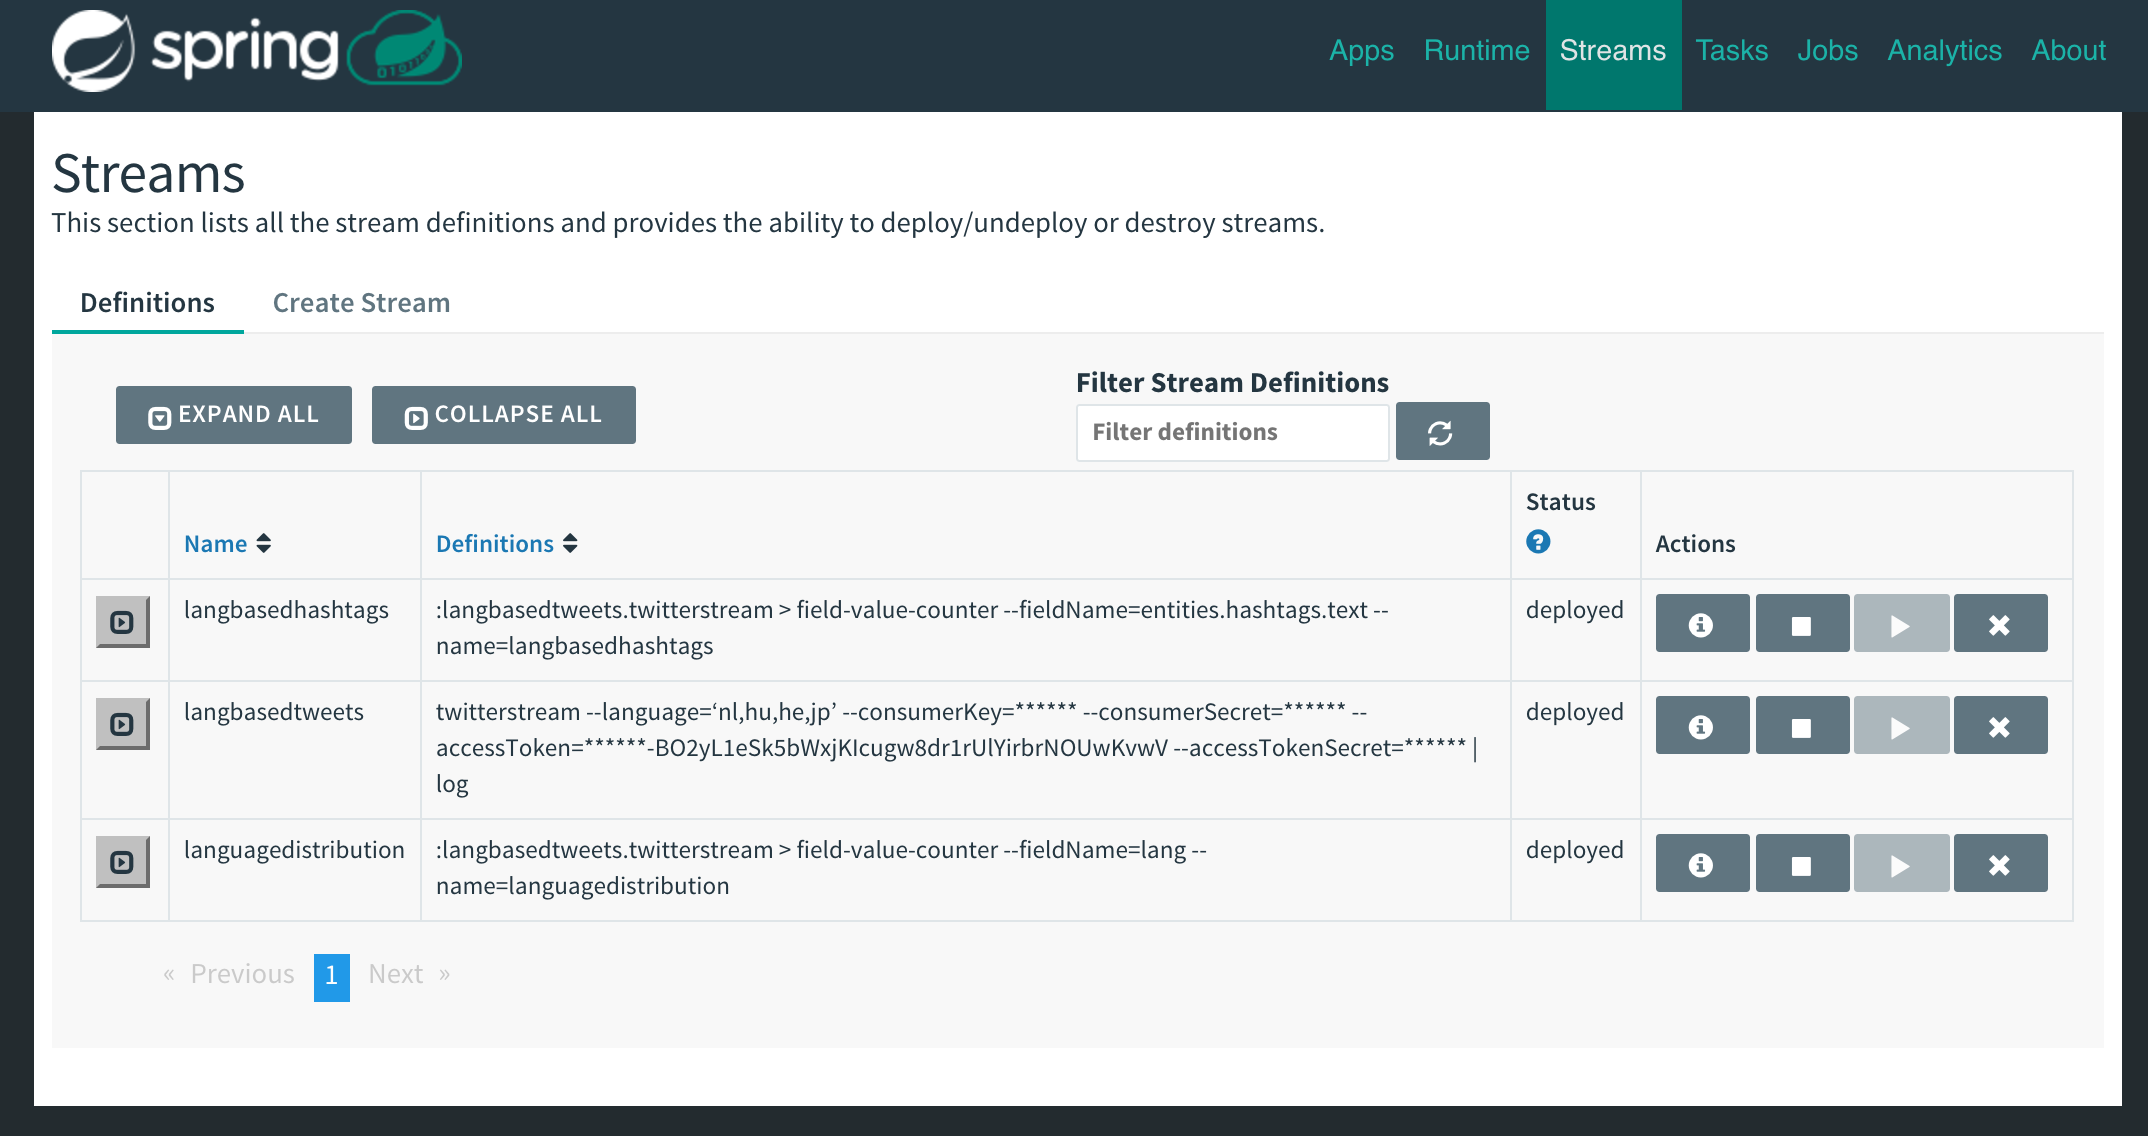 spring
Apps Runtime Streams Tasks Jobs Analytics About
Streams
This section lists all the stream definitions and provides the ability to deploy/undeploy or destroy streams.
Definitions Create Stream
EXPAND ALL COLLAPSE ALL
Filter Stream Definitions
Filter definitions
Name Definitions Status Actions
langbasedhashtags :langbasedtweets.twitterstream > field-value-counter --fieldName=entities.hashtags.text -- deployed
name=langbasedhashtags
langbasedtweets twitterstream --language=‘nl,hu,he,jp’ --consumerKey=****** --consumerSecret=****** -- deployed
accessToken=******-BO2yL1eSk5bWxjKIcugw8dr1rUlYirbrNOUwKvwV --accessTokenSecret=****** |
log
languagedistribution :langbasedtweets.twitterstream > field-value-counter --fieldName=lang -- deployed
name=languagedistribution
« Previous 1 Next »